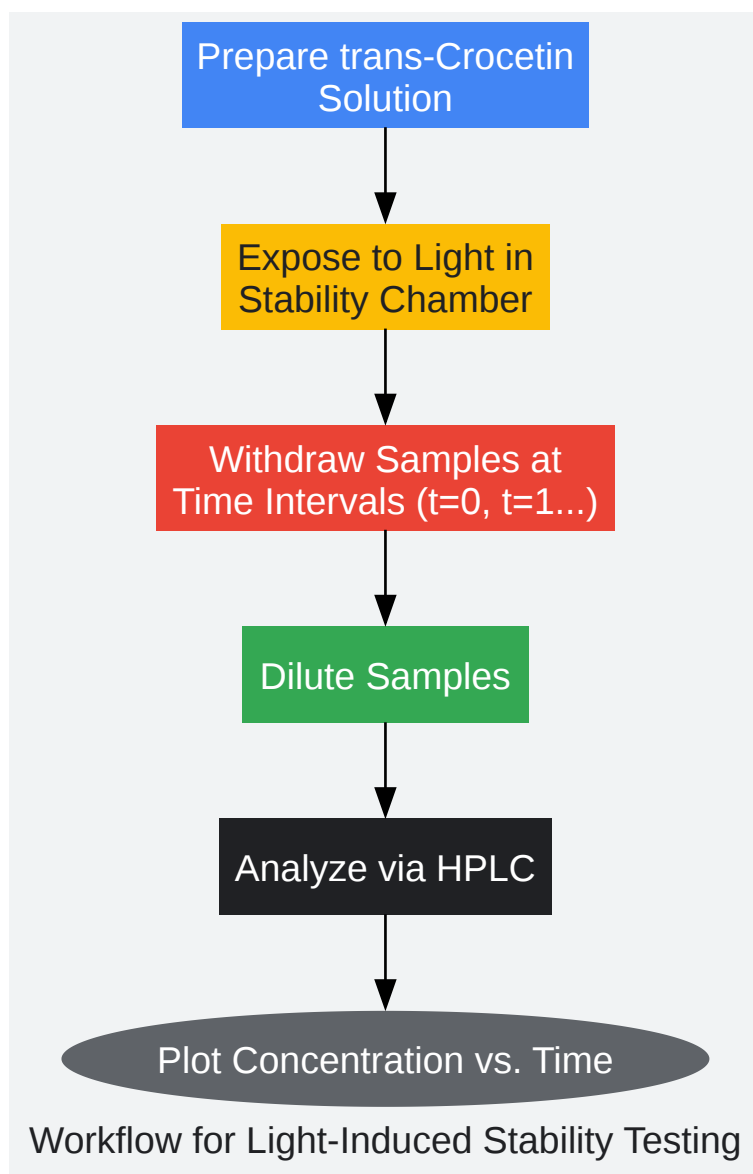 Prepare trans-Crocetin
Solution
Expose to Light in
Stability Chamber
Withdraw Samples at
Time Intervals (t=0, t=1...)
Dilute Samples
Analyze via HPLC
Plot Concentration vs. Time
Workflow for Light-Induced Stability Testing